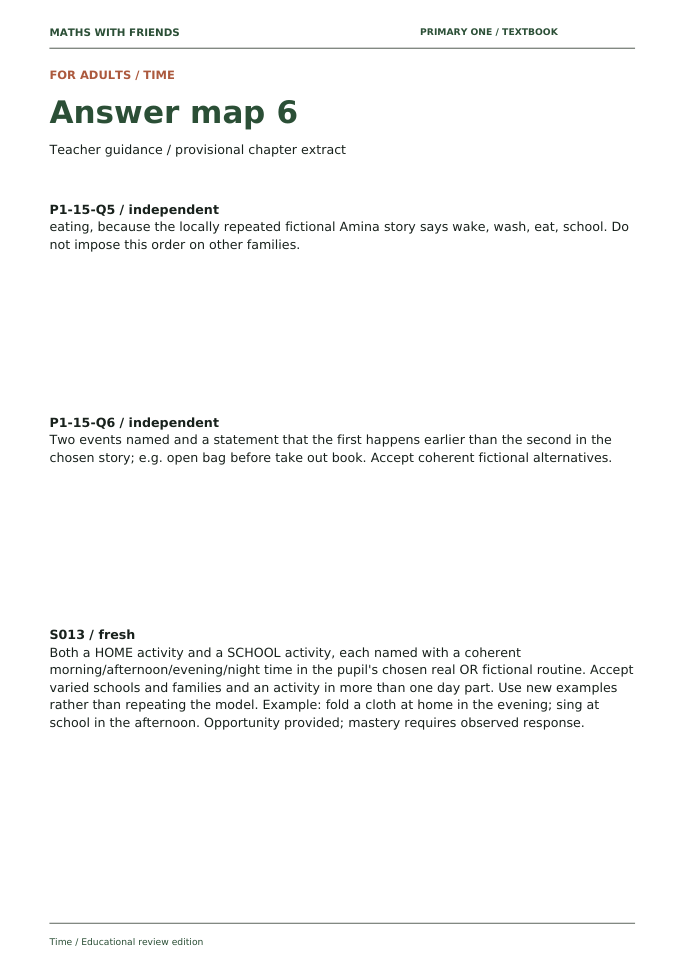 MATHS WITH FRIENDS
PRIMARY ONE / TEXTBOOK
FOR ADULTS / TIME
Answer map 6
Teacher guidance / provisional chapter extract
P1-15-Q5 / independent
eating, because the locally repeated fictional Amina story says wake, wash, eat, school. Do
not impose this order on other families.
P1-15-Q6 / independent
Two events named and a statement that the first happens earlier than the second in the
chosen story; e.g. open bag before take out book. Accept coherent fictional alternatives.
S013 / fresh
Both a HOME activity and a SCHOOL activity, each named with a coherent
morning/afternoon/evening/night time in the pupil's chosen real OR fictional routine. Accept
varied schools and families and an activity in more than one day part. Use new examples
rather than repeating the model. Example: fold a cloth at home in the evening; sing at
school in the afternoon. Opportunity provided; mastery requires observed response.
Time / Educational review edition